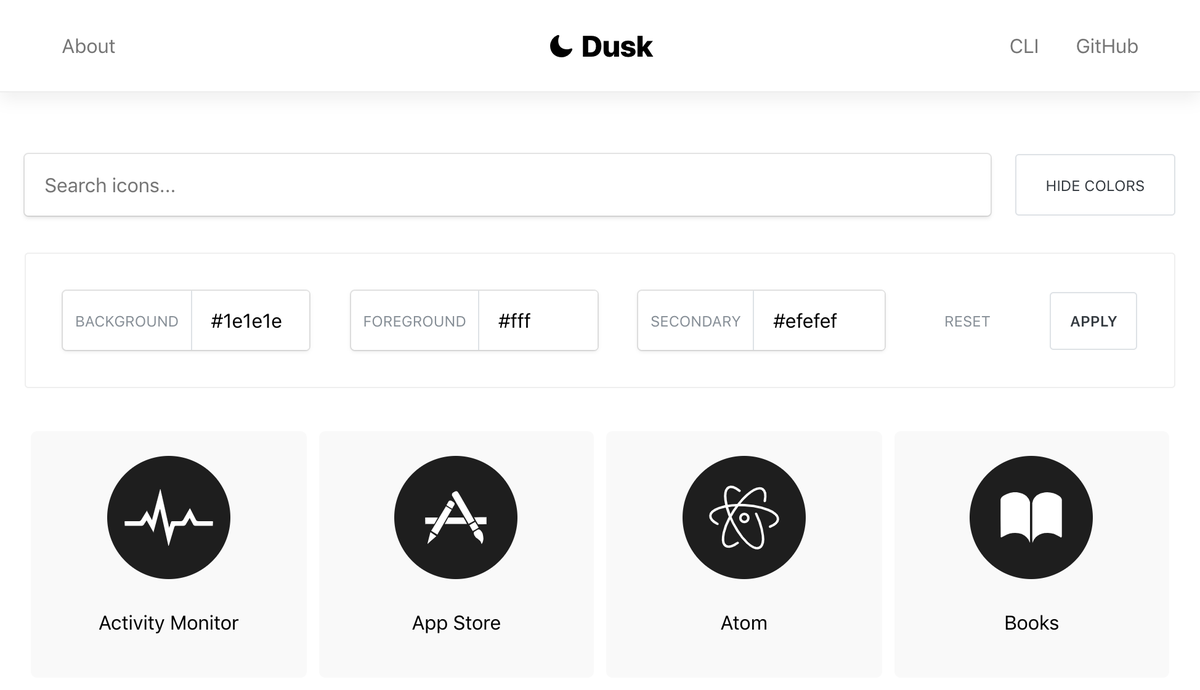 About
Dusk
CLI
GitHub
Search icons...
HIDE COLORS
BACKGROUND
#1e1e1e
FOREGROUND
#fff
SECONDARY
#efefef
RESET
APPLY
Activity Monitor
App Store
Atom
Books